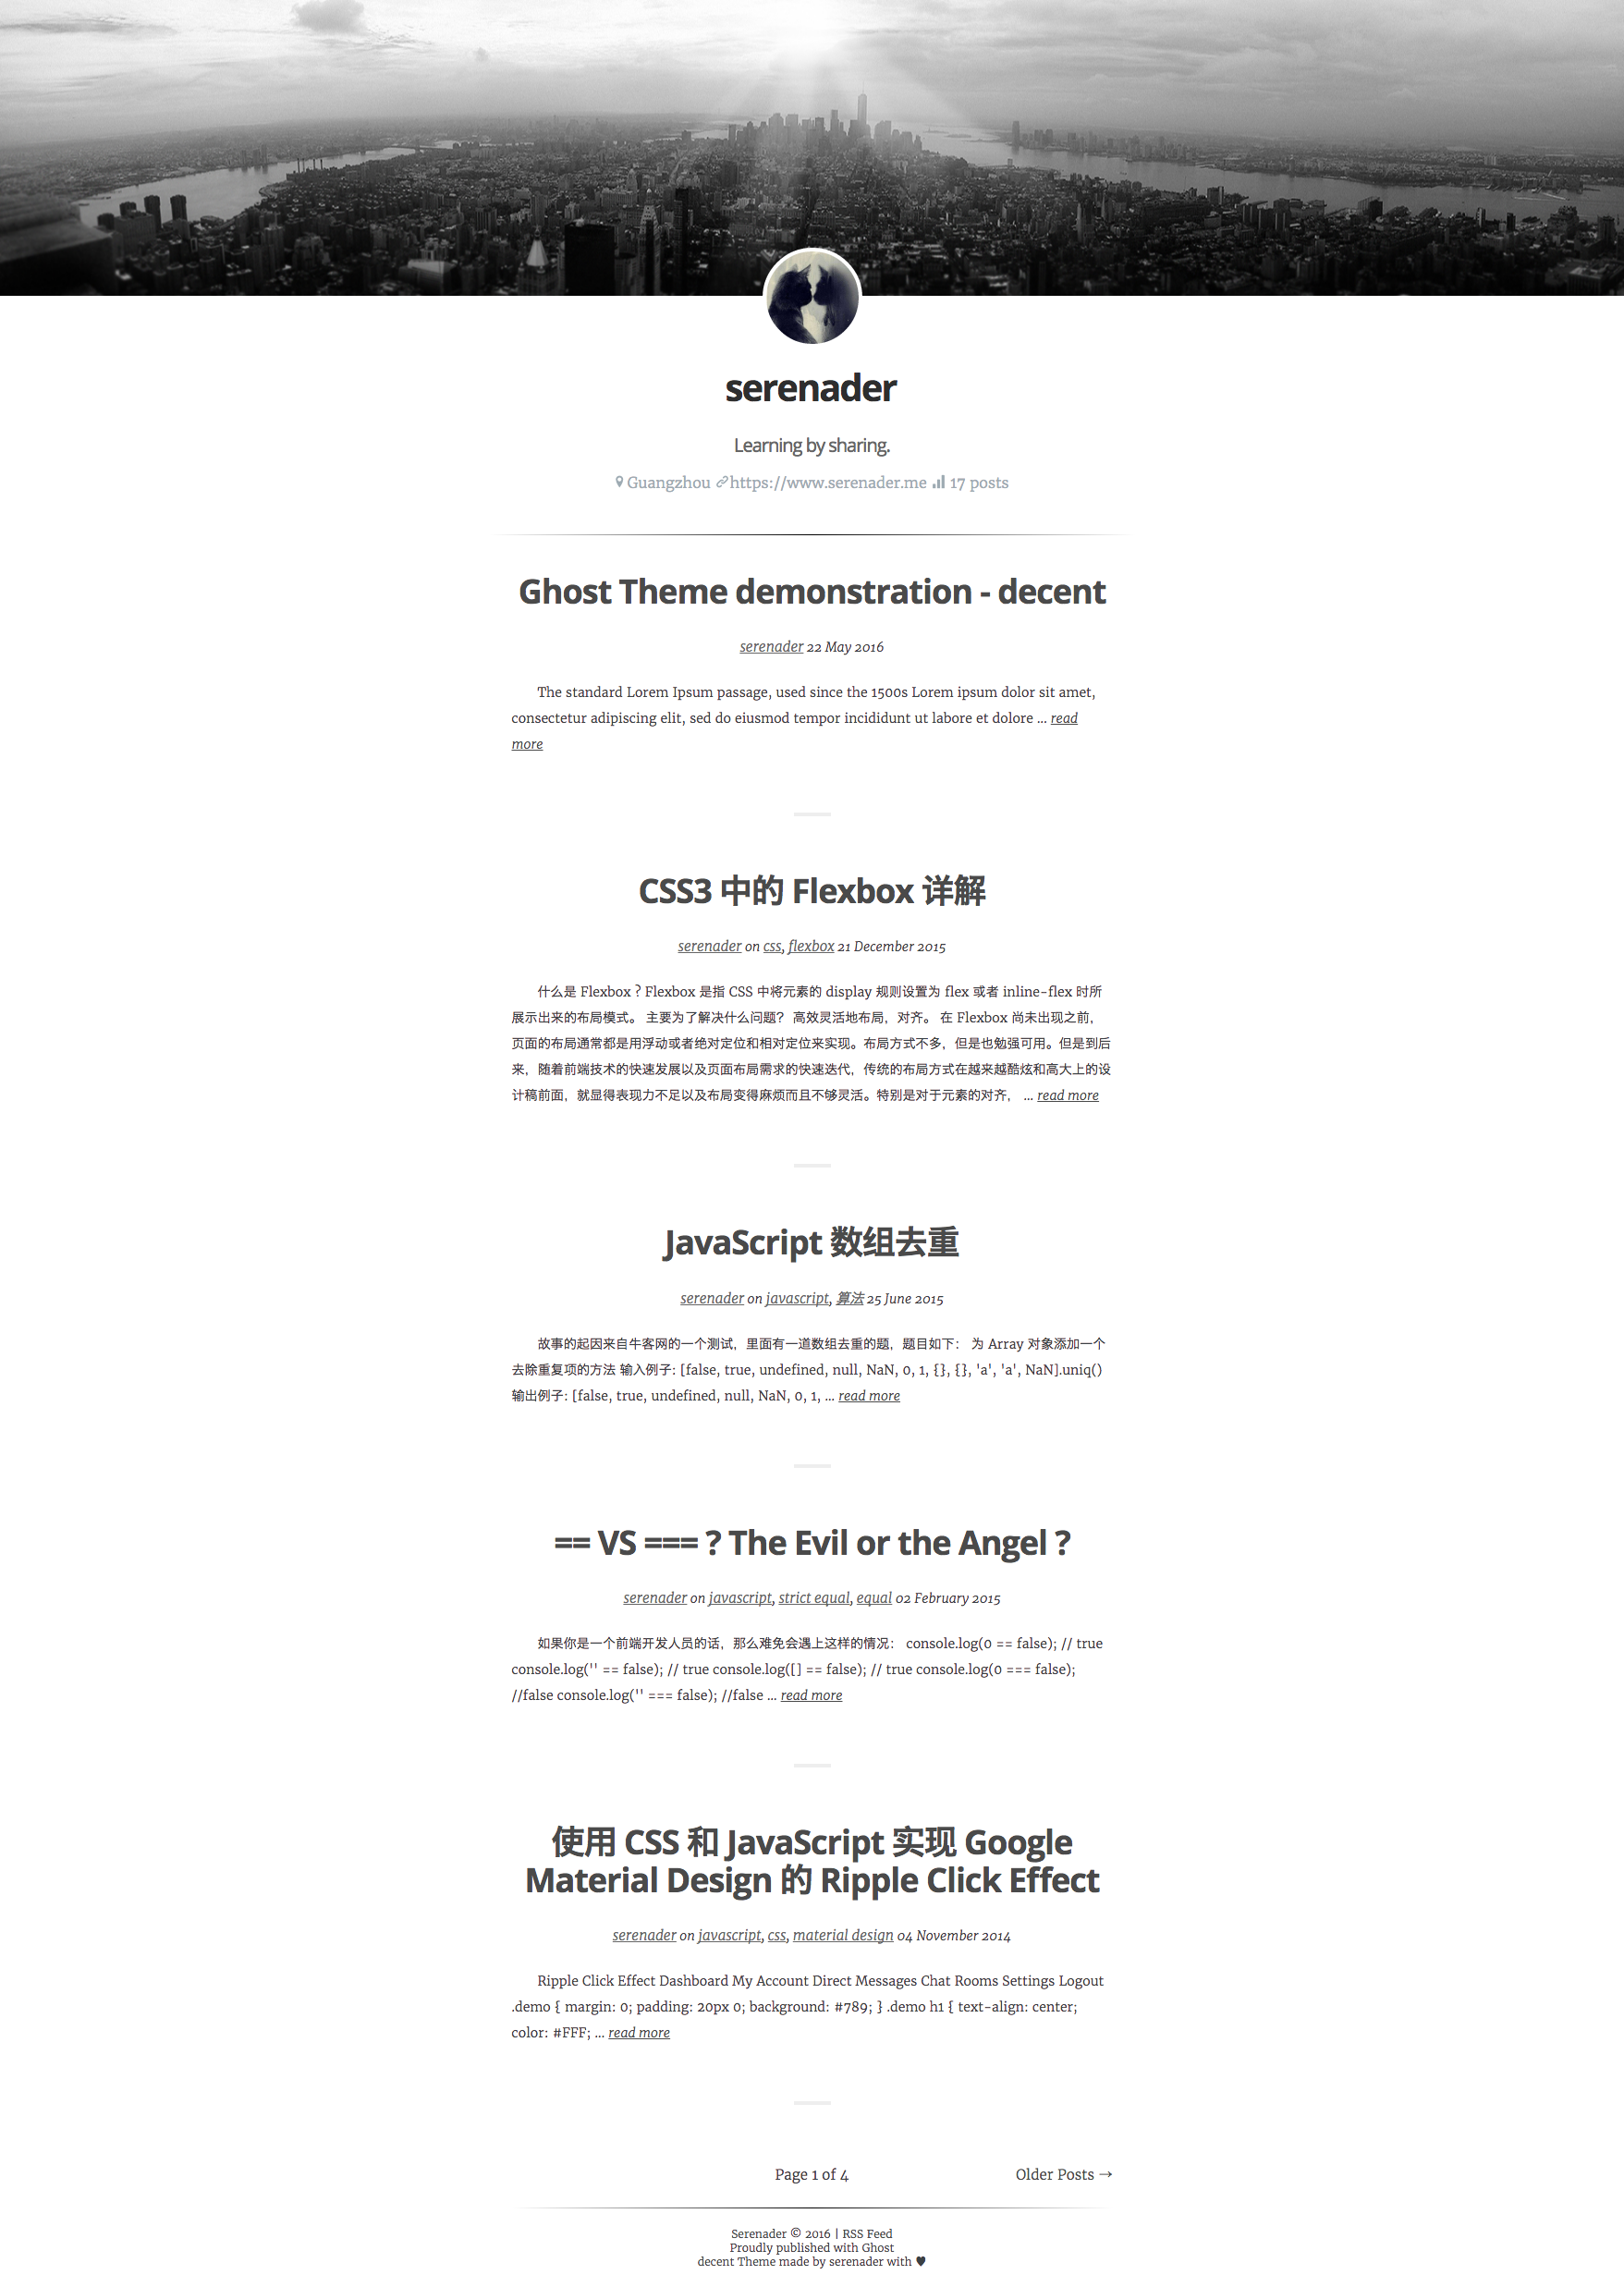 serenader
Learning by sharing.
Guangzhou https://www.serenader.me 17 posts
Ghost Theme demonstration - decent
serenader 22 May 2016
The standard Lorem Ipsum passage, used since the 1500s Lorem ipsum dolor sit amet,
consectetur adipiscing elit, sed do eiusmod tempor incididunt ut labore et dolore ... read
more
CSS3 中的 Flexbox 详解
serenader on css, flexbox 21 December 2015
什么是 Flexbox ? Flexbox 是指 CSS 中将元素的 display 规则设置为 flex 或者 inline-flex 时所
展示出来的布局模式。 主要为了解决什么问题？ 高效灵活地布局，对齐。 在 Flexbox 尚未出现之前，
页面的布局通常都是用浮动或者绝对定位和相对定位来实现。布局方式不多，但是也勉强可用。但是到后
来，随着前端技术的快速发展以及页面布局需求的快速迭代，传统的布局方式在越来越酷炫和高大上的设
计稿前面，就显得表现力不足以及布局变得麻烦而且不够灵活。特别是对于元素的对齐， ... read more
JavaScript 数组去重
serenader on javascript, 算法 25 June 2015
故事的起因来自牛客网的一个测试，里面有一道数组去重的题，题目如下： 为 Array 对象添加一个
去除重复项的方法 输入例子: [false, true, undefined, null, NaN, 0, 1, {}, {}, 'a', 'a', NaN].uniq()
输出例子: [false, true, undefined, null, NaN, 0, 1, ... read more
== VS === ? The Evil or the Angel ?
serenader on javascript, strict equal, equal 02 February 2015
如果你是一个前端开发人员的话，那么难免会遇上这样的情况： console.log(0 == false); // true
console.log('' == false); // true console.log([] == false); // true console.log(0 === false);
//false console.log('' === false); //false ... read more
使用 CSS 和 JavaScript 实现 Google
Material Design 的 Ripple Click Effect
serenader on javascript, css, material design 04 November 2014
Ripple Click Effect Dashboard My Account Direct Messages Chat Rooms Settings Logout
.demo { margin: 0; padding: 20px 0; background: #789; } .demo h1 { text-align: center;
color: #FFF; ... read more
Page 1 of 4 Older Posts →
Serenader © 2016 | RSS Feed
Proudly published with Ghost
decent Theme made by serenader with ♥